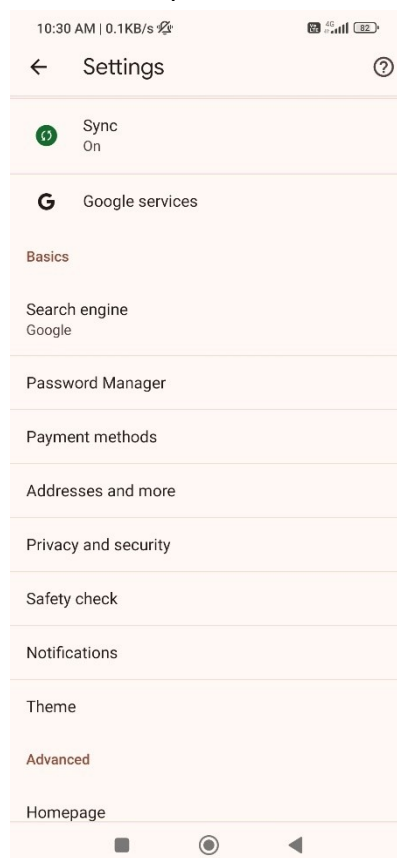 10:30 AM | 0.1KB/s
4G
82
Settings
Sync
On
Google services
Basics
Search engine
Google
Password Manager
Payment methods
Addresses and more
Privacy and security
Safety check
Notifications
Theme
Advanced
Homepage